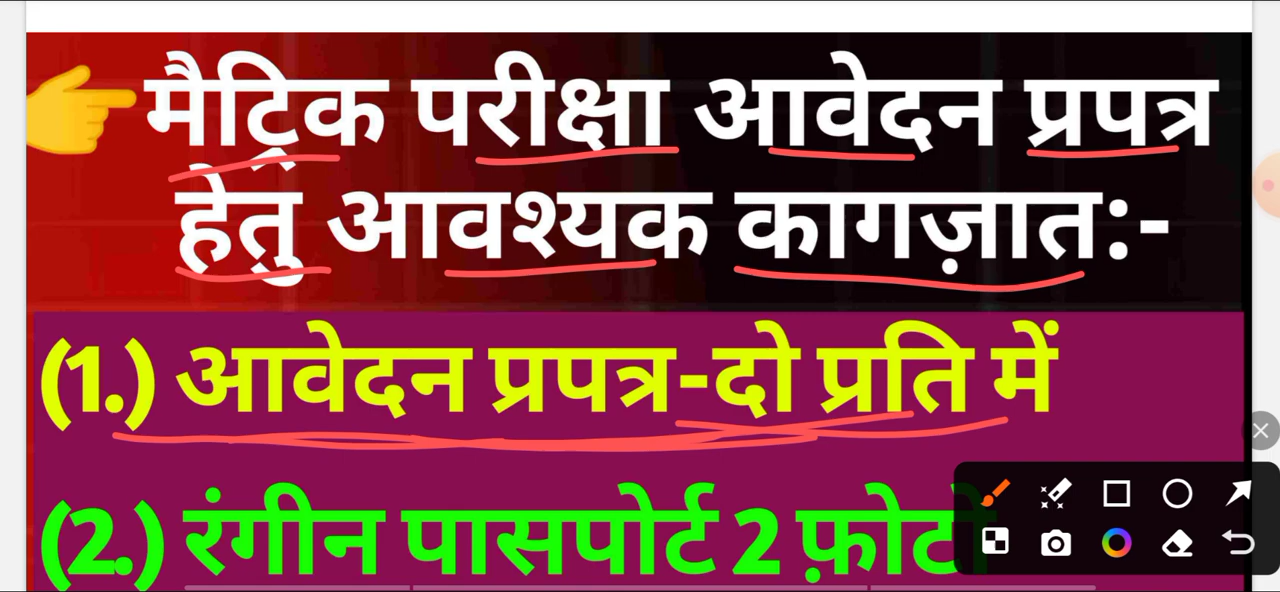 👉मैट्रिक परीक्षा आवेदन प्रपत्र
हेतु आवश्यक कागज़ात:-
(1.) आवेदन प्रपत्र-दो प्रति में
(2.) रंगीन पासपोर्ट 2 फ़ोटो